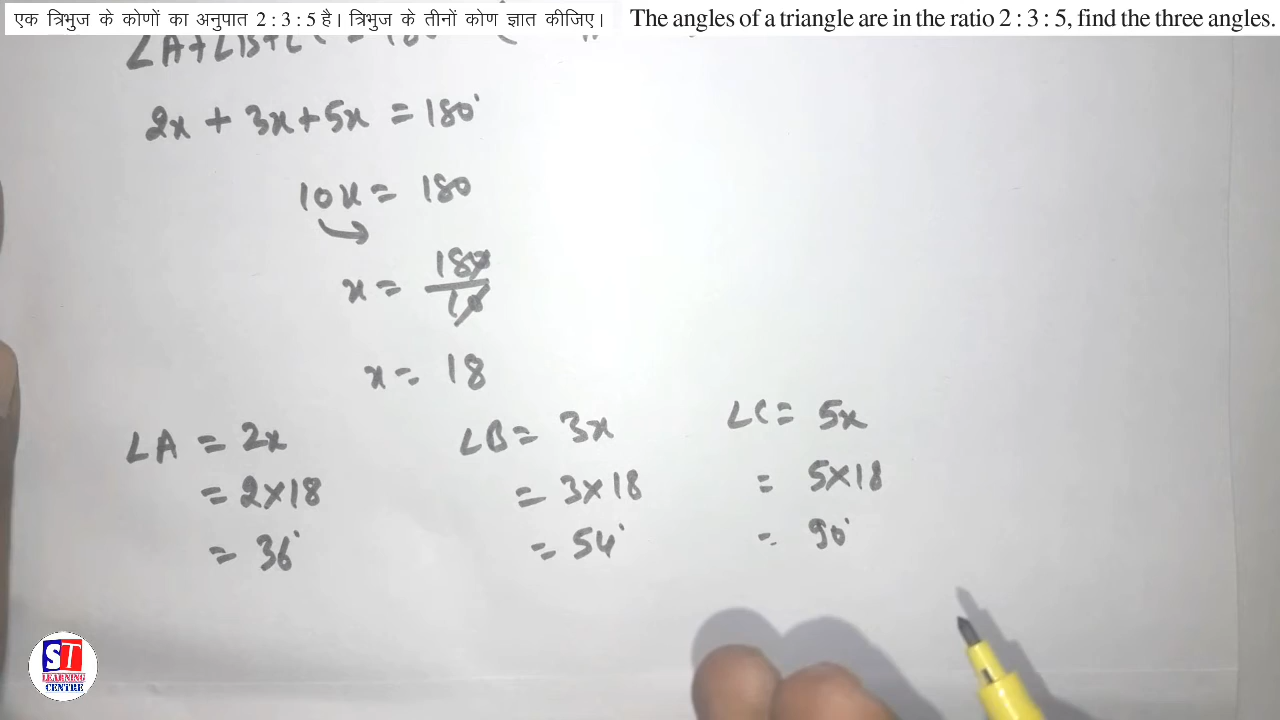 एक त्रिभुज के कोणों का अनुपात 2 : 3 : 5 है। त्रिभुज के तीनों कोण ज्ञात कीजिए।
The angles of a triangle are in the ratio 2 : 3 : 5, find the three angles.
∠A+∠B+∠C = 180
2x + 3x + 5x = 180°
10x = 180
x = 180/10
x = 18
∠A = 2x
= 2×18
= 36°
∠B = 3x
= 3×18
= 54°
∠C = 5x
= 5×18
= 90°
ST
LEARNING
CENTRE